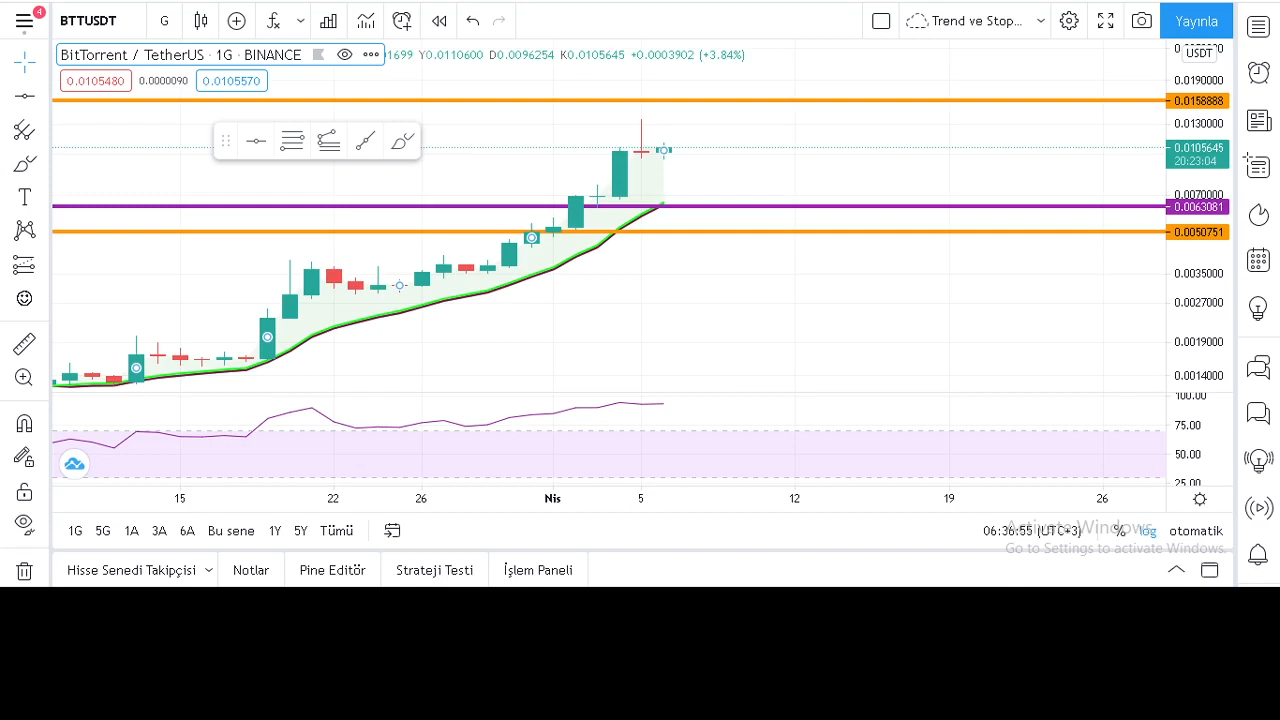 4
BTTUSDT
G
Trend ve Stop...
Yayınla
BitTorrent / TetherUS · 1G · BINANCE
1699 Y0.0110600 D0.0096254 K0.0105645 +0.0003902 (+3.84%)
USDT
0.0105480
0.0000090
0.0105570
0.0190000
0.0158888
0.0130000
0.0105645
20:23:04
0.0070000
0.0063081
0.0050751
0.0035000
0.0027000
0.0019000
0.0014000
100.00
75.00
50.00
25.00
15
22
26
Nis
5
12
19
26
1G 5G 1A 3A 6A Bu sene 1Y 5Y Tümü
06:36:55 (UTC+3) % log otomatik
Activate Windows
Go to Settings to activate Windows.
Hisse Senedi Takipçisi
Notlar
Pine Editör
Strateji Testi
İşlem Paneli